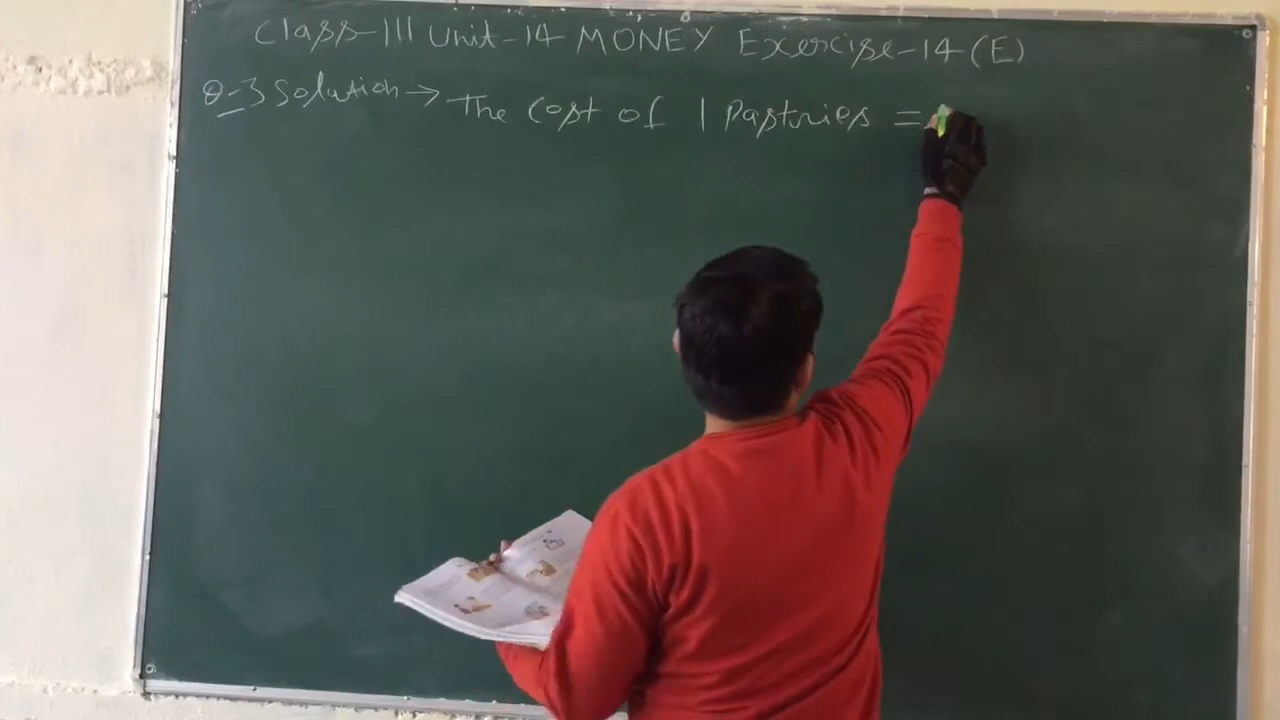 Class-III Unit-14 MONEY Exercise-14(E)
Q-3 Solution → The Cost of 1 Pastries =